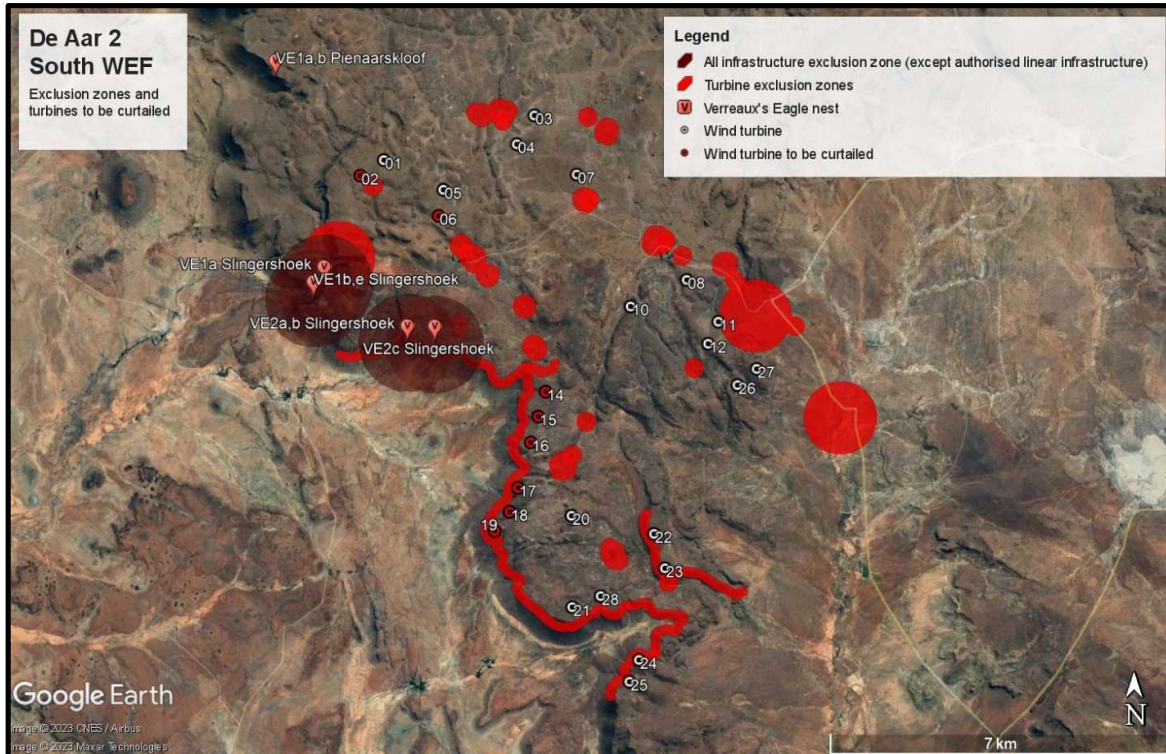 De Aar 2
South WEF
Exclusion zones and
turbines to be curtailed
Legend
All infrastructure exclusion zone (except authorised linear infrastructure)
Turbine exclusion zones
V Verreaux's Eagle nest
Wind turbine
Wind turbine to be curtailed
VE1a,b Pienaarskloof
03
04
01
02
07
05
06
VE1a Slingershoek
V
VE1b,e Slingershoek
08
10
VE2a,b Slingershoek
V V
11
VE2c Slingershoek
12
27
26
14
15
16
17
18
19
20
22
23
28
21
24
25
Google Earth
Image © 2023 CNES / Airbus
Image © 2023 Maxar Technologies
N
7 km